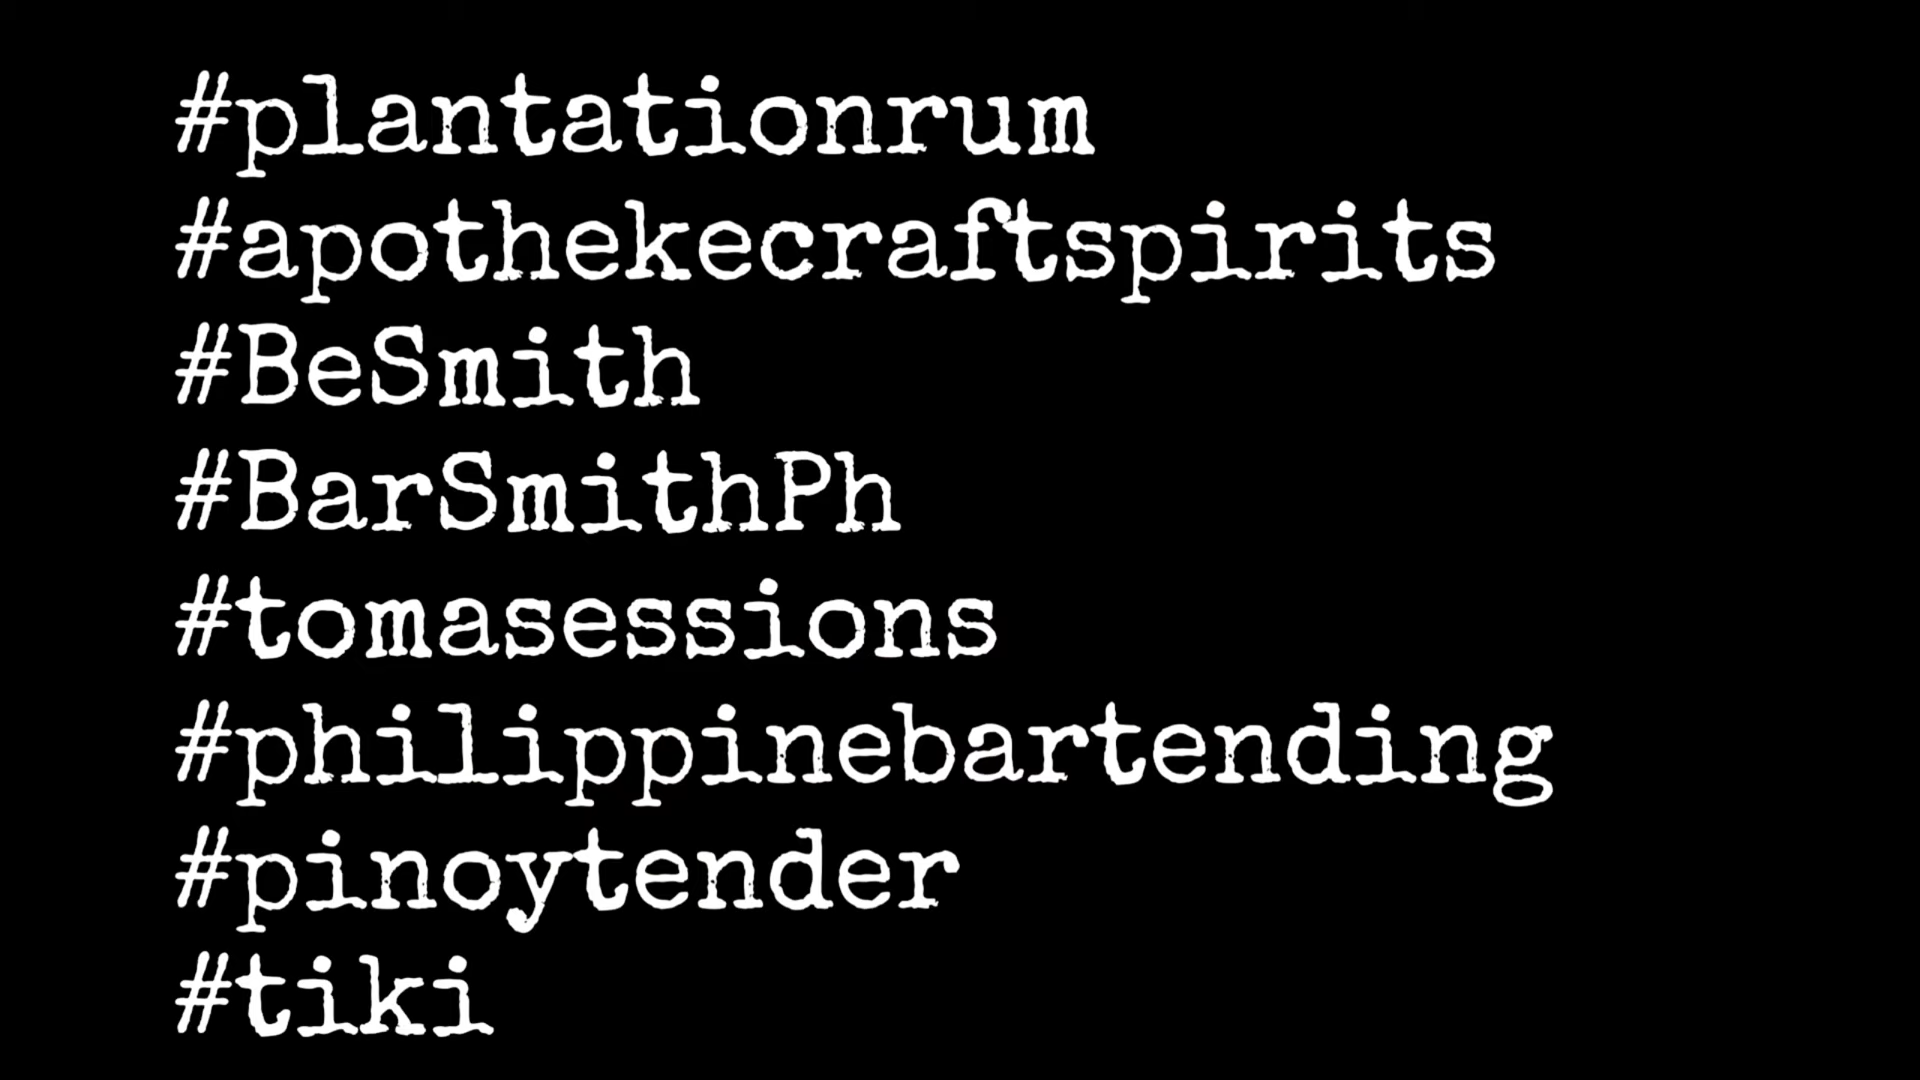 #plantationrum
#apothekecraftspirits
#BeSmith
#BarSmithPh
#tomasessions
#philippinebartending
#pinoytender
#tiki